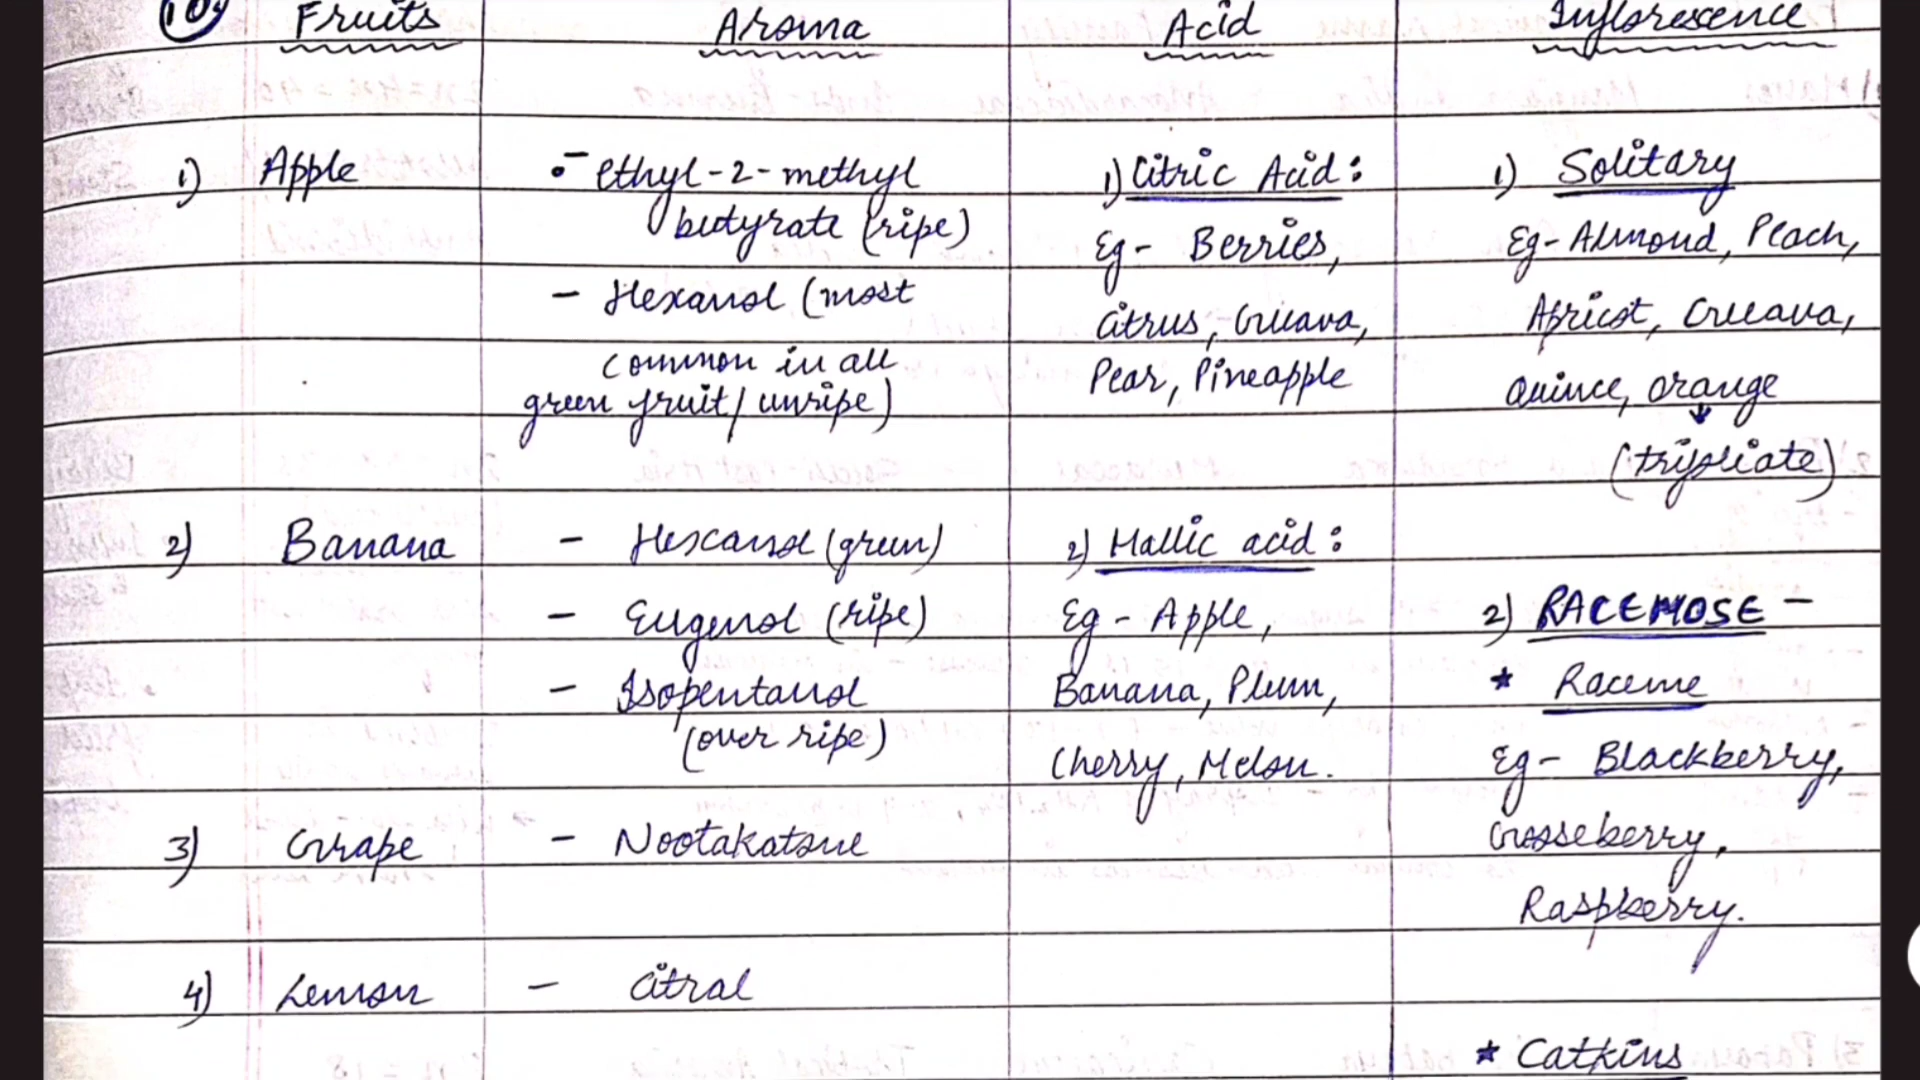 10.) Fruits Aroma Acid Inflorescence
1) Apple
- ethyl-2-methyl
butyrate (ripe)
- Hexanol (most
common in all
green fruit/unripe)
1) Citric Acid :
Eg - Berries,
Citrus, Guava,
Pear, Pineapple
1) Solitary
Eg - Almond, Peach,
Apricot, Guava,
Quince, Orange
(trifoliate)
2) Banana
- Hexanol (green)
- Eugenol (ripe)
- Isopentanol
(over ripe)
2) Mallic acid :
Eg - Apple,
Banana, Plum,
Cherry, Melon.
2) RACEMOSE -
* Raceme
Eg - Blackberry,
Gooseberry,
Raspberry.
3) Grape - Nootakatone
4) Lemon - Citral
* Catkins